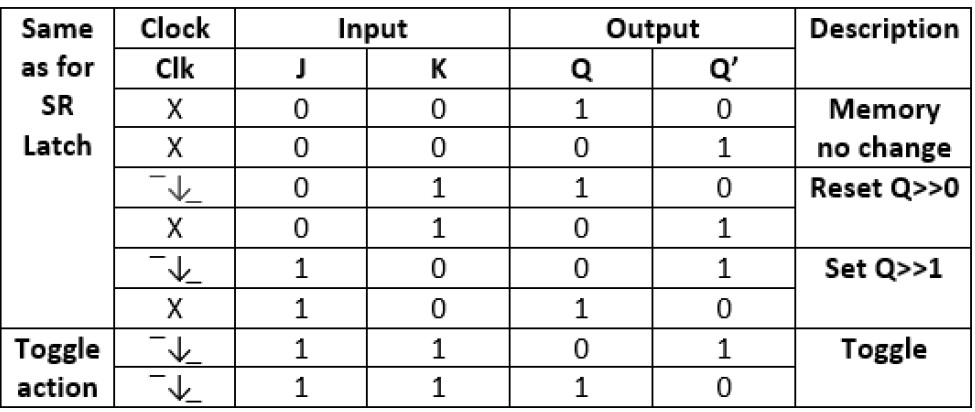 Same as for SR Latch Clock Input Output Description
Clk J K Q Q’
X 0 0 1 0 Memory no change
X 0 0 0 1
‾↓_ 0 1 1 0 Reset Q>>0
X 0 1 0 1
‾↓_ 1 0 0 1 Set Q>>1
X 1 0 1 0
Toggle action ‾↓_ 1 1 0 1 Toggle
‾↓_ 1 1 1 0